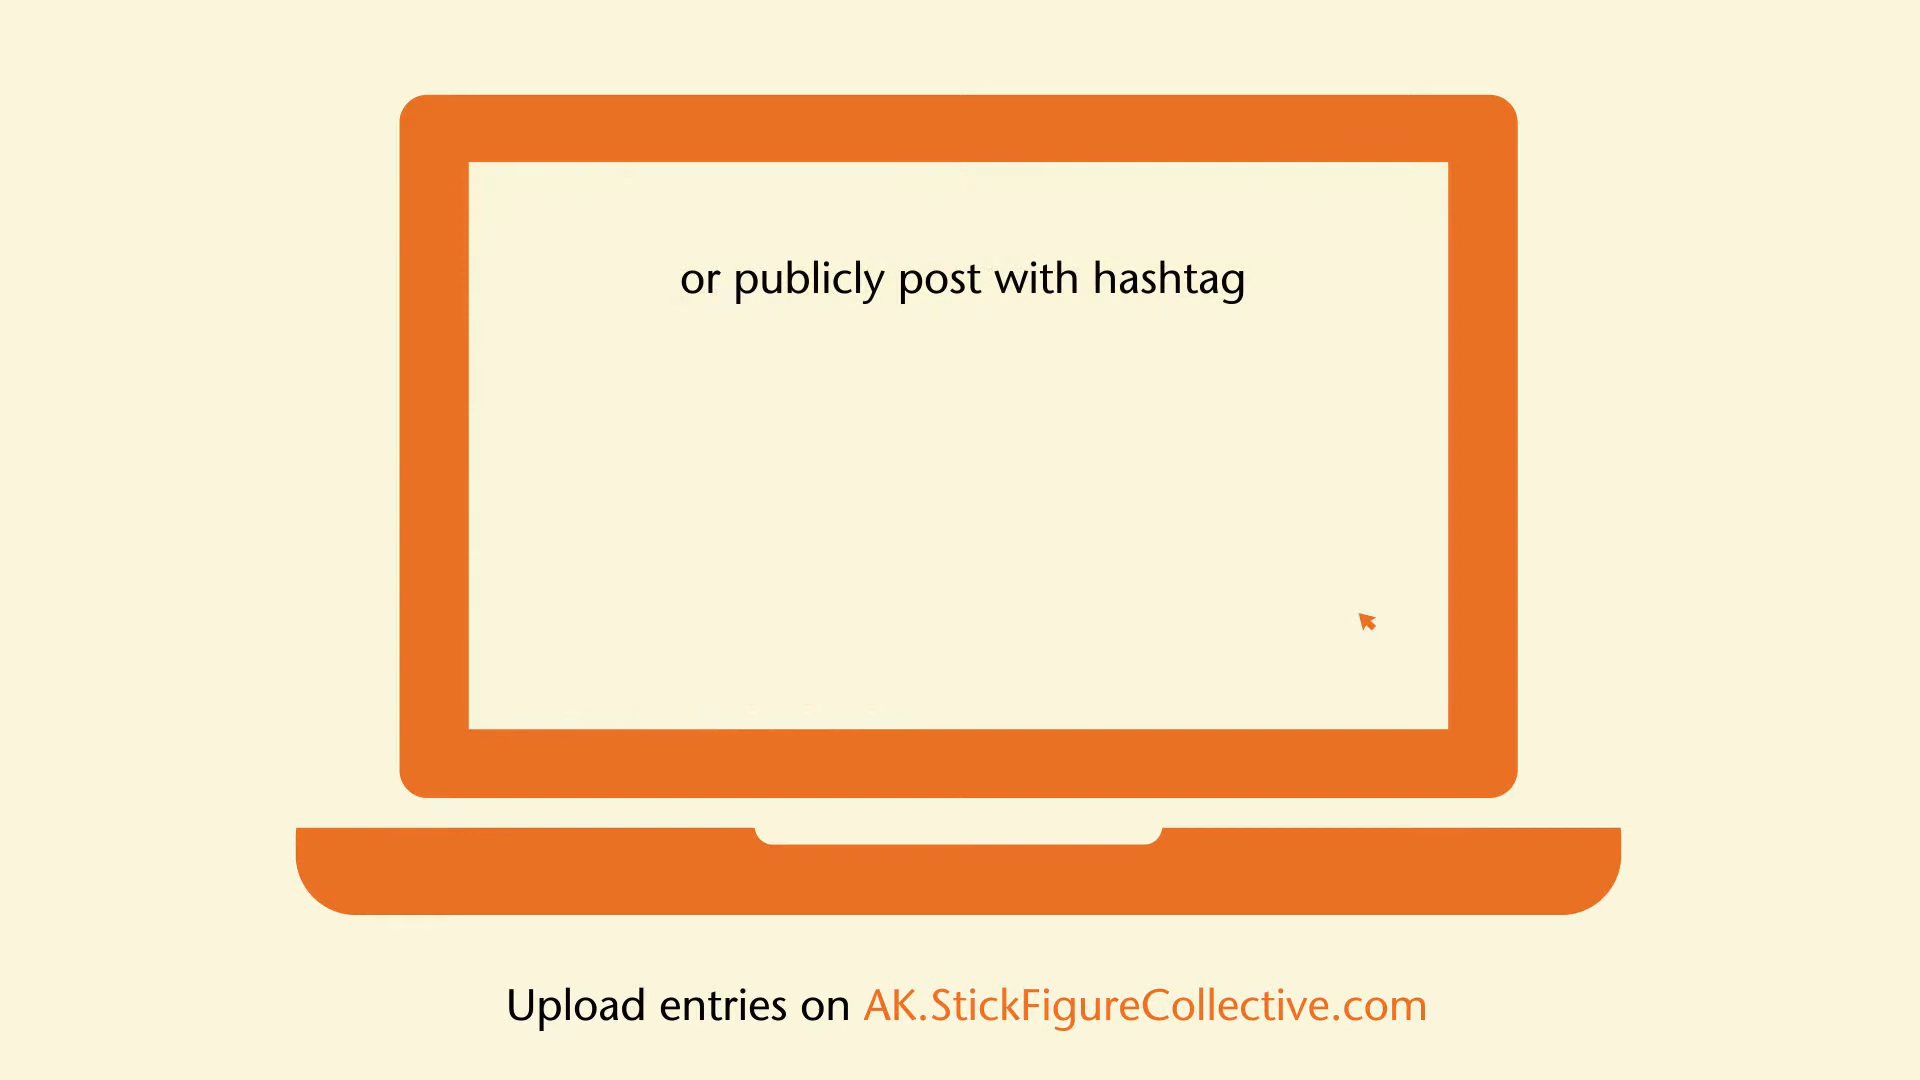 or publicly post with hashtag
Upload entries on AK.StickFigureCollective.com